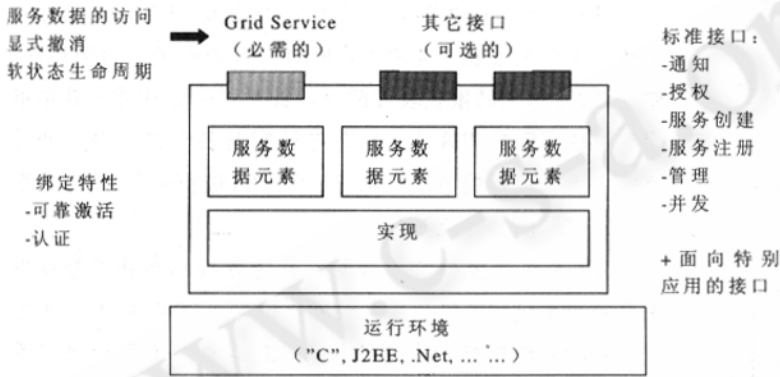 服务数据的访问
显式撤消
软状态生命周期
Grid Service
（必需的）
其它接口
（可选的）
标准接口：
-通知
-授权
-服务创建
-服务注册
-管理
-并发
+面向特别
应用的接口
绑定特性
-可靠激活
-认证
服务数
据元素
服务数
据元素
服务数
据元素
实现
运行环境
（"C", J2EE, .Net, ... ...）
www.c-s-a.org